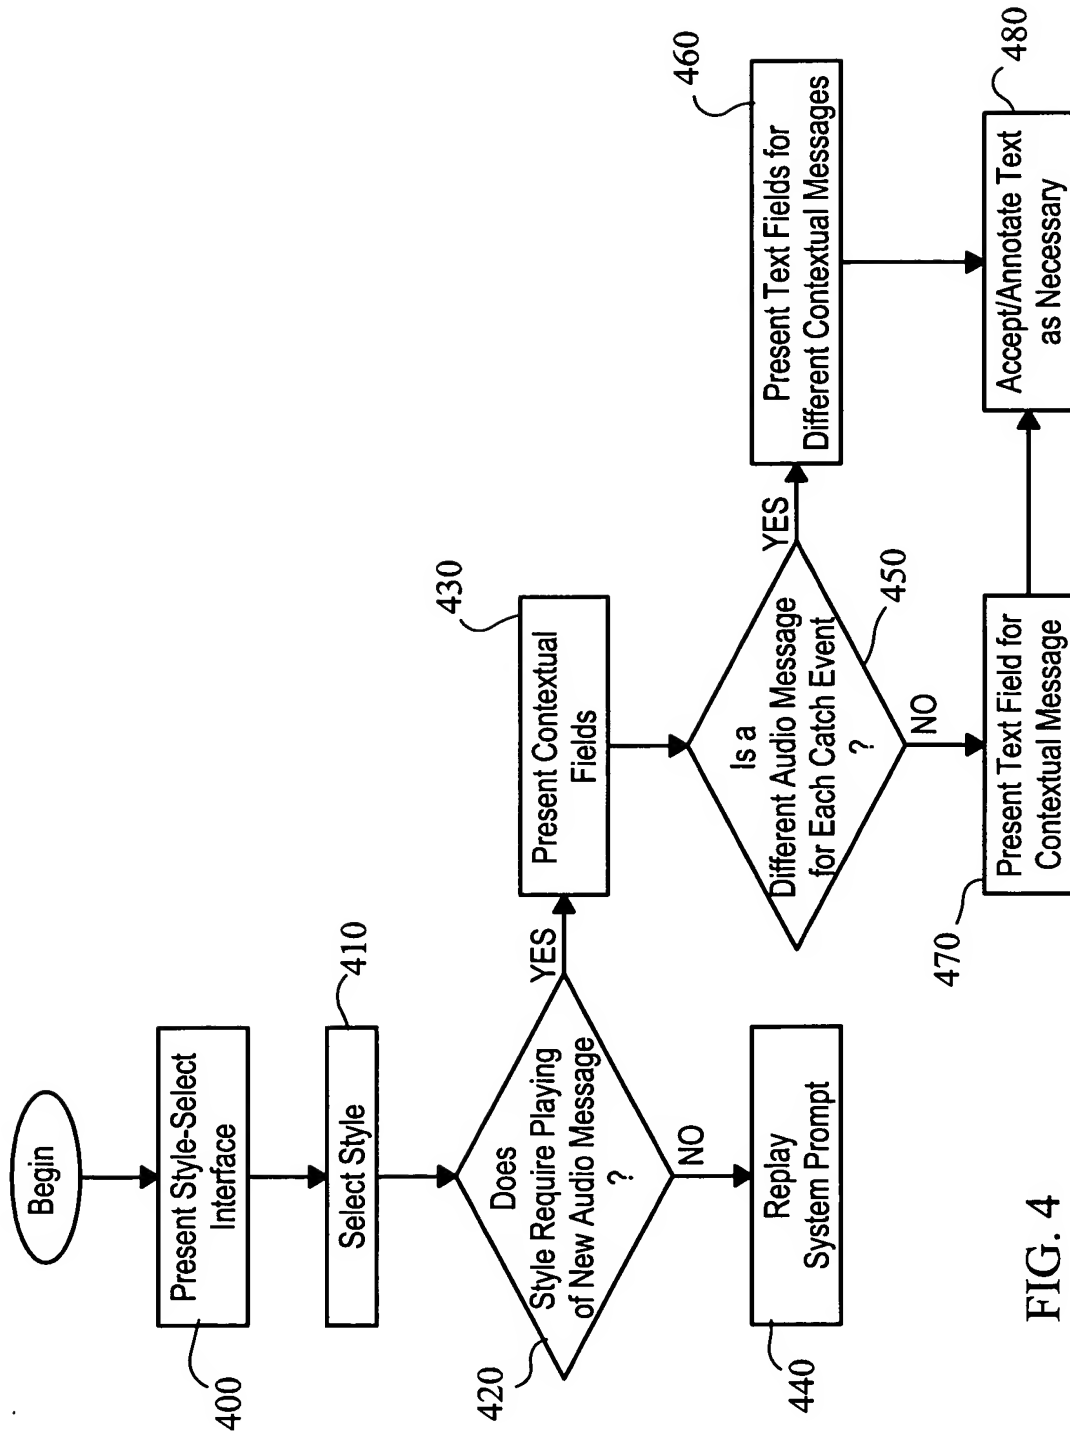 Begin
Present Style-Select
Interface
400
Select Style
410
Does
Style Require Playing
of New Audio Message
?
420
YES
NO
Present Contextual
Fields
430
Replay
System Prompt
440
Is a
Different Audio Message
for Each Catch Event
?
450
YES
NO
Present Text Fields for
Different Contextual Messages
460
Present Text Field for
Contextual Message
470
Accept/Annotate Text
as Necessary
480
FIG. 4